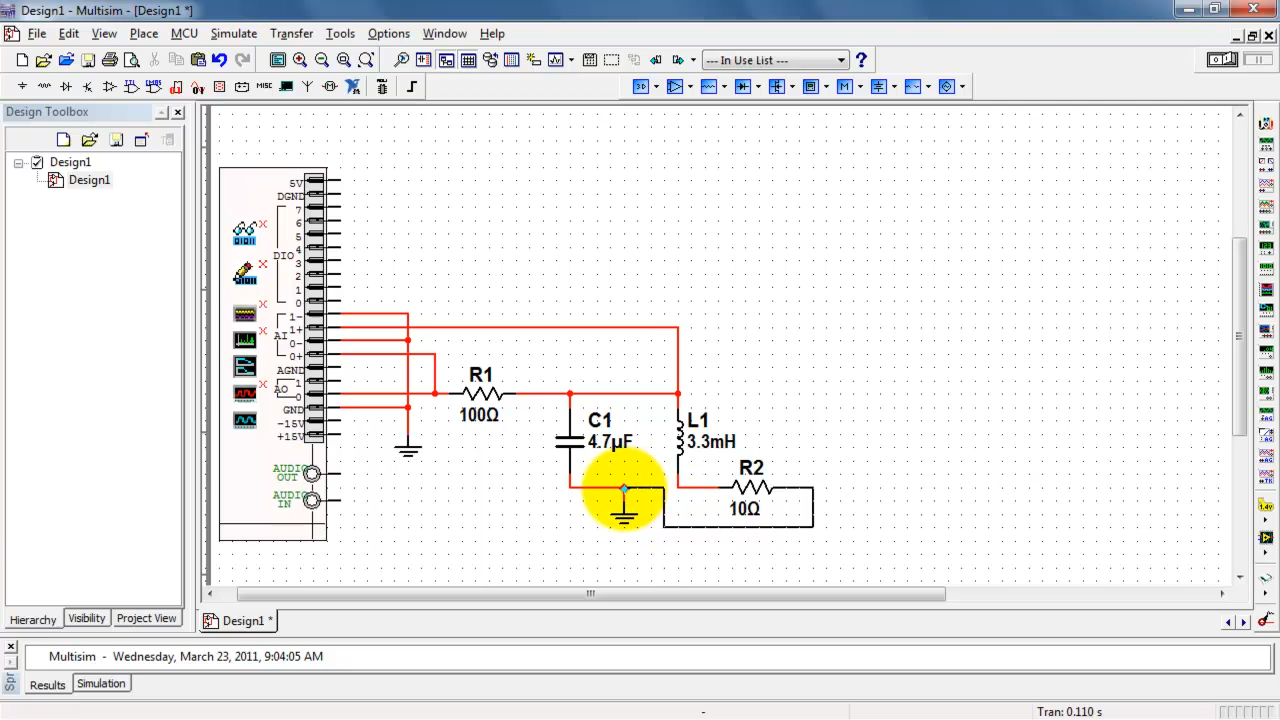 Design1 - Multisim - [Design1 *]
File Edit View Place MCU Simulate Transfer Tools Options Window Help
--- In Use List ---
MISC
Design Toolbox
Design1
Design1
5V
DGND
7
6
5
DIO 4
3
2
1
0
1-
1+
AI 0-
0+
AGND
AO 1
0
GND
-15V
+15V
AUDIO OUT
AUDIO IN
R1
100Ω
C1
4.7µF
L1
3.3mH
R2
10Ω
Hierarchy Visibility Project View
Design1 *
Multisim - Wednesday, March 23, 2011, 9:04:05 AM
Results Simulation
- Tran: 0.110 s